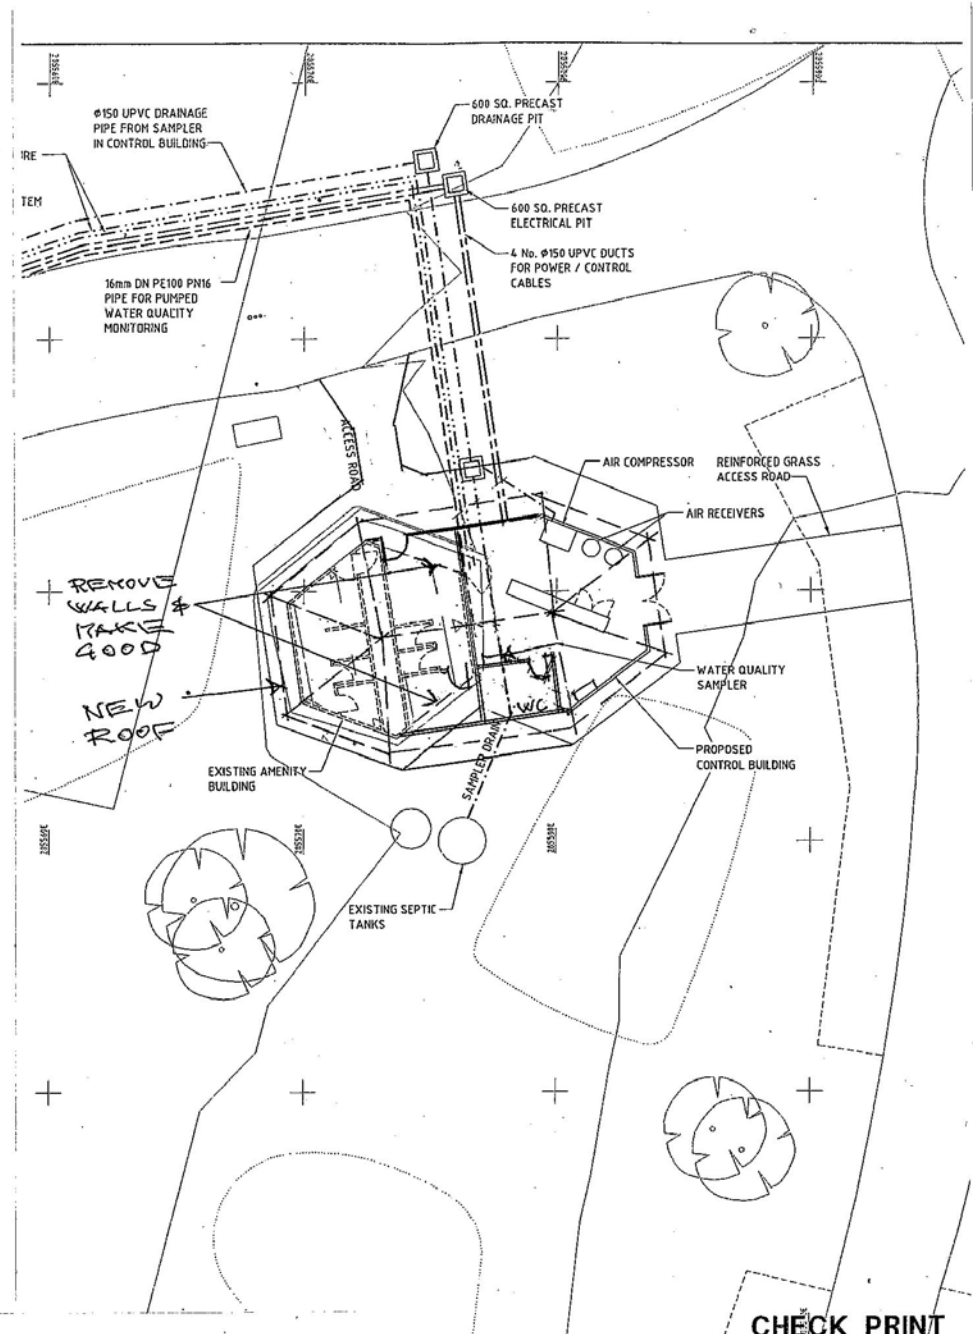 Ø150 UPVC DRAINAGE
PIPE FROM SAMPLER
IN CONTROL BUILDING
600 SQ. PRECAST
DRAINAGE PIT
TEM
600 SQ. PRECAST
ELECTRICAL PIT
4 No. Ø150 UPVC DUCTS
FOR POWER / CONTROL
CABLES
16mm DN PE100 PN16
PIPE FOR PUMPED
WATER QUALITY
MONITORING
ACCESS ROAD
AIR COMPRESSOR
REINFORCED GRASS
ACCESS ROAD
AIR RECEIVERS
REMOVE
WALLS &
MAKE
GOOD
NEW
ROOF
WC
WATER QUALITY
SAMPLER
PROPOSED
CONTROL BUILDING
EXISTING AMENITY
BUILDING
SAMPLER DRAIN
EXISTING SEPTIC
TANKS
CHECK PRINT